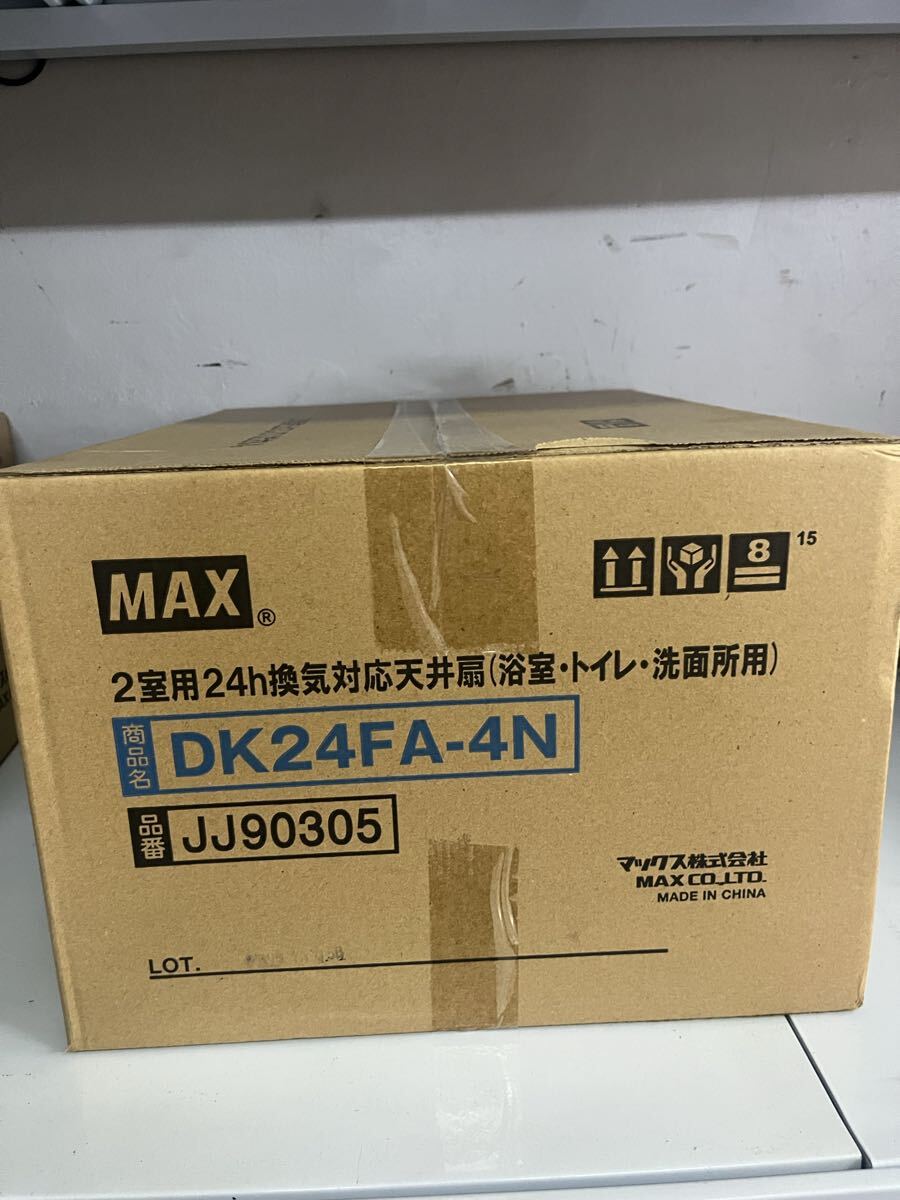 MAX®
8 15
2室用24h換気対応天井扇(浴室・トイレ・洗面所用)
商品名 DK24FA-4N
品番 JJ90305
マックス株式会社
MAX CO.,LTD.
MADE IN CHINA
LOT.